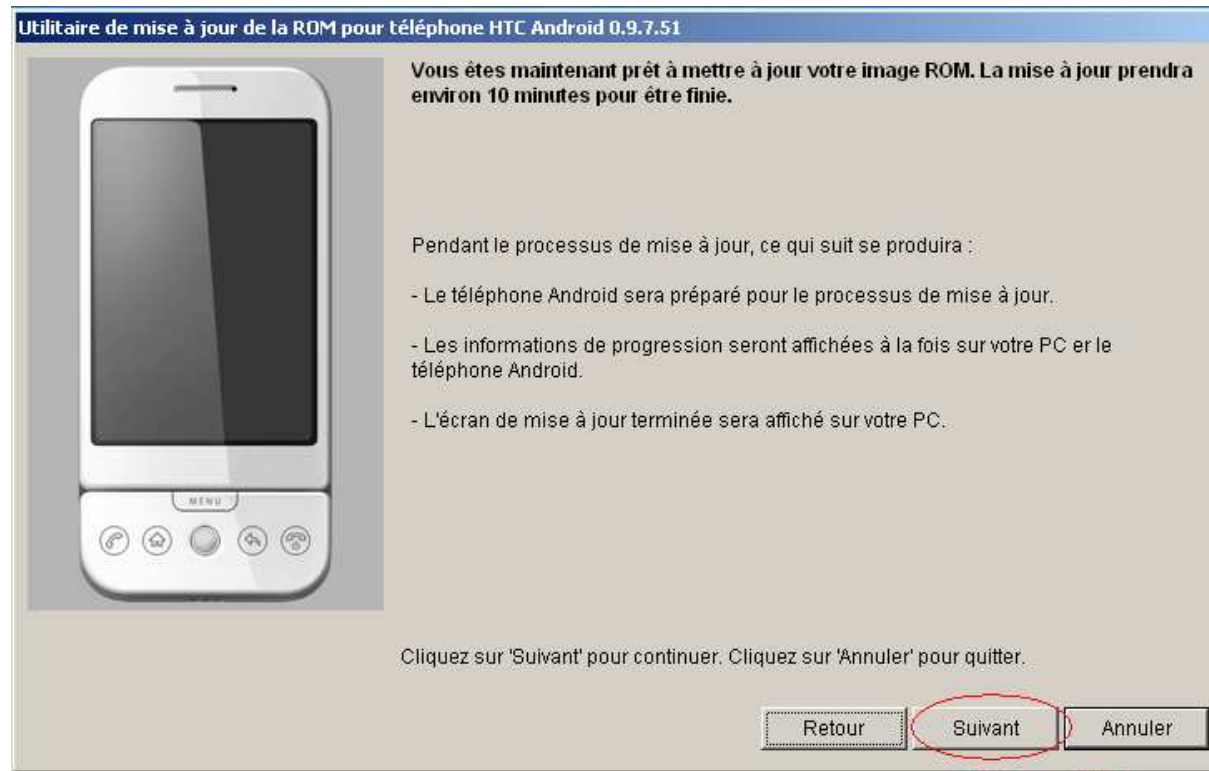 Utilitaire de mise à jour de la ROM pour téléphone HTC Android 0.9.7.51
Vous êtes maintenant prêt à mettre à jour votre image ROM. La mise à jour prendra
environ 10 minutes pour être finie.
Pendant le processus de mise à jour, ce qui suit se produira :
- Le téléphone Android sera préparé pour le processus de mise à jour.
- Les informations de progression seront affichées à la fois sur votre PC er le
téléphone Android.
- L'écran de mise à jour terminée sera affiché sur votre PC.
MENU
Cliquez sur 'Suivant' pour continuer. Cliquez sur 'Annuler' pour quitter.
Retour Suivant Annuler